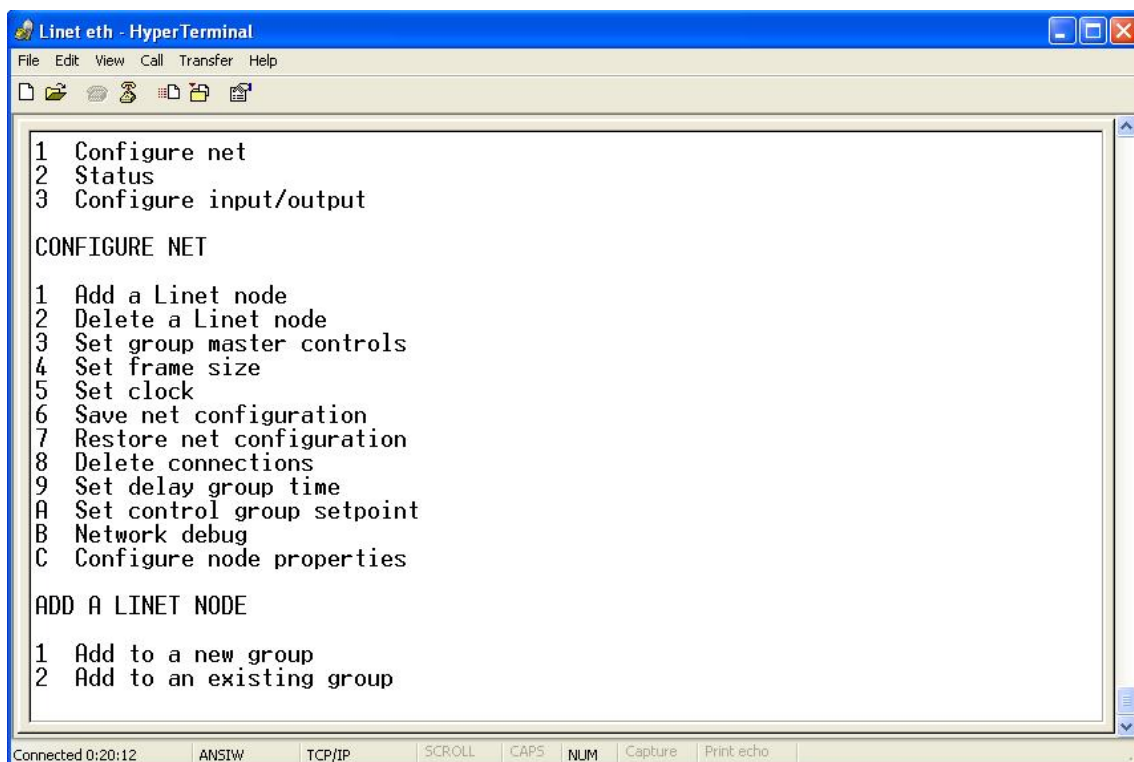 Linet eth - HyperTerminal
File Edit View Call Transfer Help
1 Configure net
2 Status
3 Configure input/output
CONFIGURE NET
1 Add a Linet node
2 Delete a Linet node
3 Set group master controls
4 Set frame size
5 Set clock
6 Save net configuration
7 Restore net configuration
8 Delete connections
9 Set delay group time
A Set control group setpoint
B Network debug
C Configure node properties
ADD A LINET NODE
1 Add to a new group
2 Add to an existing group
Connected 0:20:12 ANSIW TCP/IP SCROLL CAPS NUM Capture Print echo